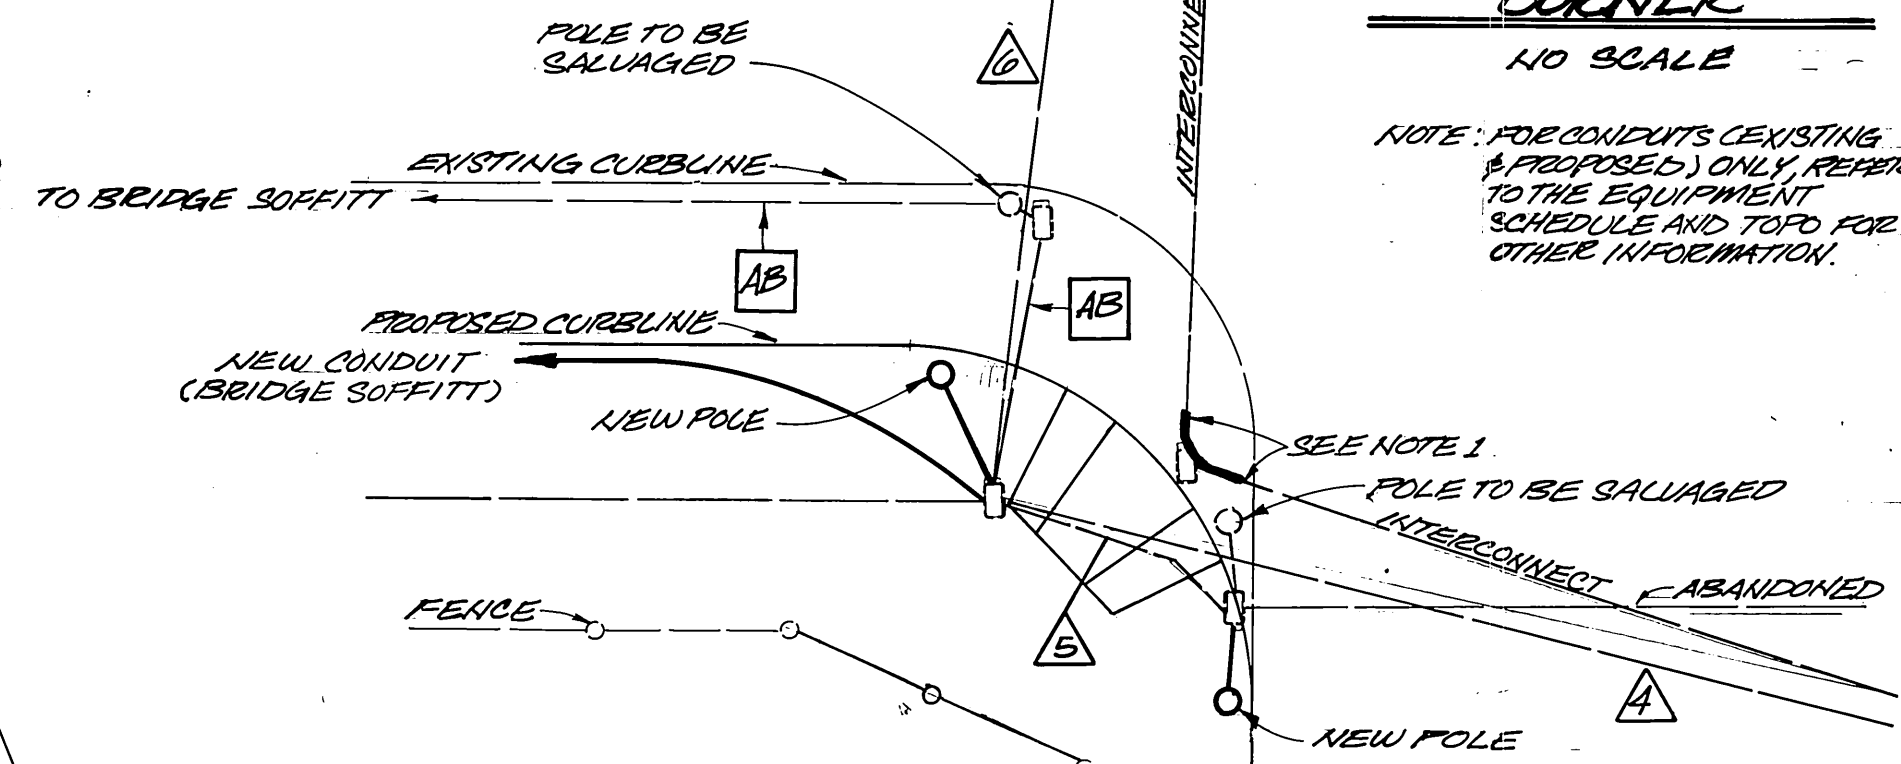 CORNER
NO SCALE
NOTE: FOR CONDUITS (EXISTING
& PROPOSED) ONLY, REFER
TO THE EQUIPMENT
SCHEDULE AND TOPO FOR
OTHER INFORMATION.
POLE TO BE
SALVAGED
6
INTERCONNE
EXISTING CURBLINE
TO BRIDGE SOFFITT
AB
AB
PROPOSED CURBLINE
NEW CONDUIT
(BRIDGE SOFFITT)
NEW POLE
SEE NOTE 1
POLE TO BE SALVAGED
INTERCONNECT
ABANDONED
FENCE
5
4
NEW POLE